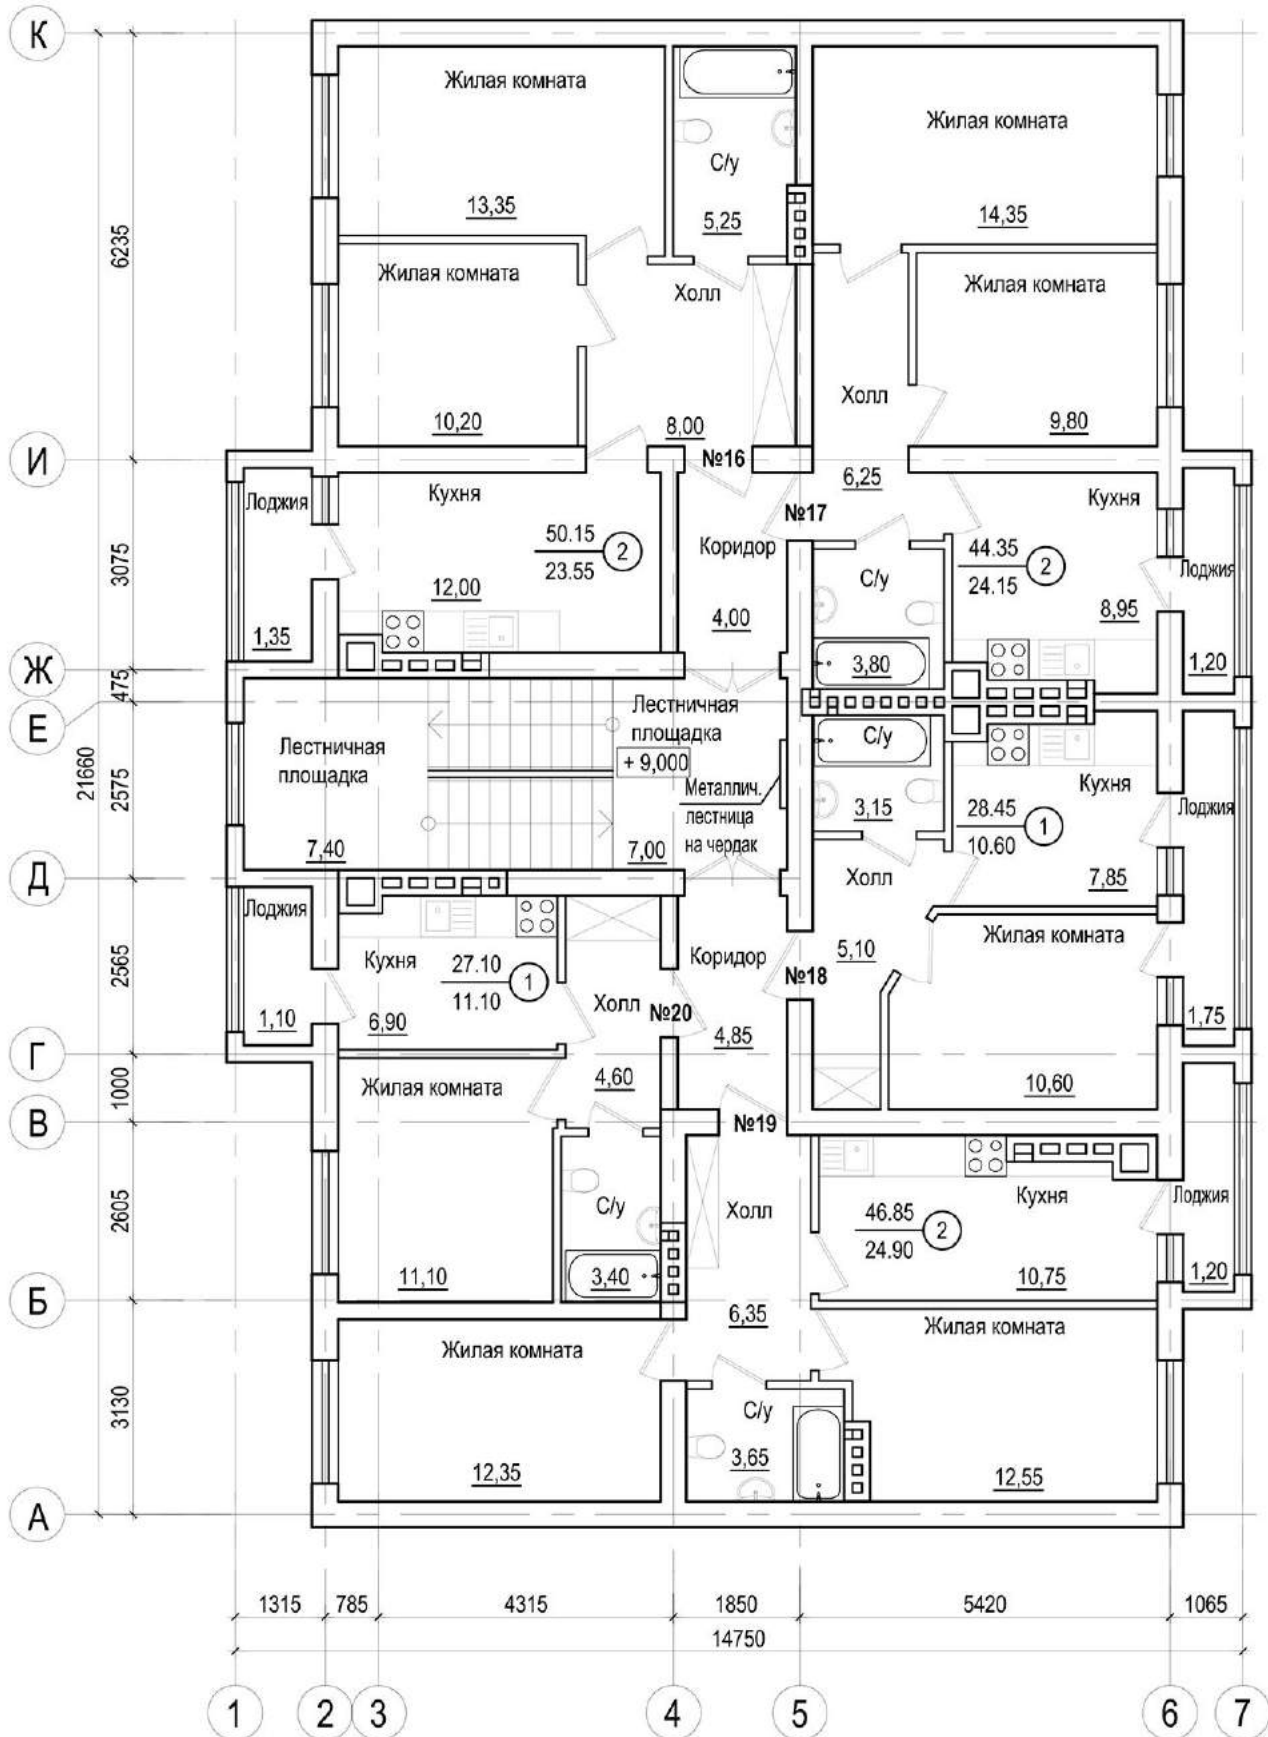 К
Жилая комната
13,35
С/у
5,25
Жилая комната
14,35
6235
Жилая комната
10,20
Холл
8,00
Холл
6,25
Жилая комната
9,80
И
№16
№17
Лоджия
1,35
Кухня
12,00
50.15
23.55
2
Коридор
4,00
С/у
3,80
Кухня
44.35
24.15
2
8,95
Лоджия
1,20
3075
Ж
475
Е
21660
2575
Лестничная
площадка
7,40
Лестничная
площадка
+ 9,000
7,00
Металлич.
лестница
на чердак
С/у
3,15
Кухня
28.45
10.60
1
7,85
Лоджия
1,75
Д
2565
Лоджия
1,10
Кухня
6,90
27.10
11.10
1
Холл
4,60
№20
Коридор
4,85
№18
Холл
5,10
Жилая комната
10,60
Г
1000
В
Жилая комната
11,10
С/у
3,40
№19
Холл
6,35
Кухня
46.85
24.90
2
10,75
Лоджия
1,20
2605
Б
3130
Жилая комната
12,35
С/у
3,65
Жилая комната
12,55
А
1315
785
4315
1850
5420
1065
14750
1
2
3
4
5
6
7